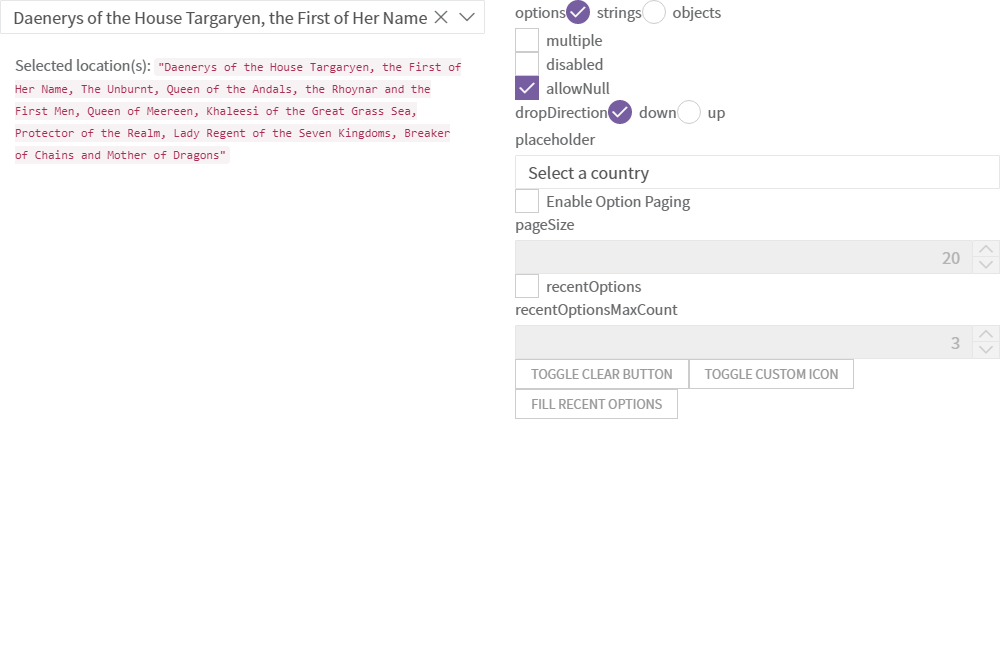 Daenerys of the House Targaryen, the First of Her Name
Selected location(s): "Daenerys of the House Targaryen, the First of
Her Name, The Unburnt, Queen of the Andals, the Rhoynar and the
First Men, Queen of Meereen, Khaleesi of the Great Grass Sea,
Protector of the Realm, Lady Regent of the Seven Kingdoms, Breaker
of Chains and Mother of Dragons"
options strings objects
multiple
disabled
allowNull
dropDirection down up
placeholder
Select a country
Enable Option Paging
pageSize
20
recentOptions
recentOptionsMaxCount
3
TOGGLE CLEAR BUTTON TOGGLE CUSTOM ICON
FILL RECENT OPTIONS